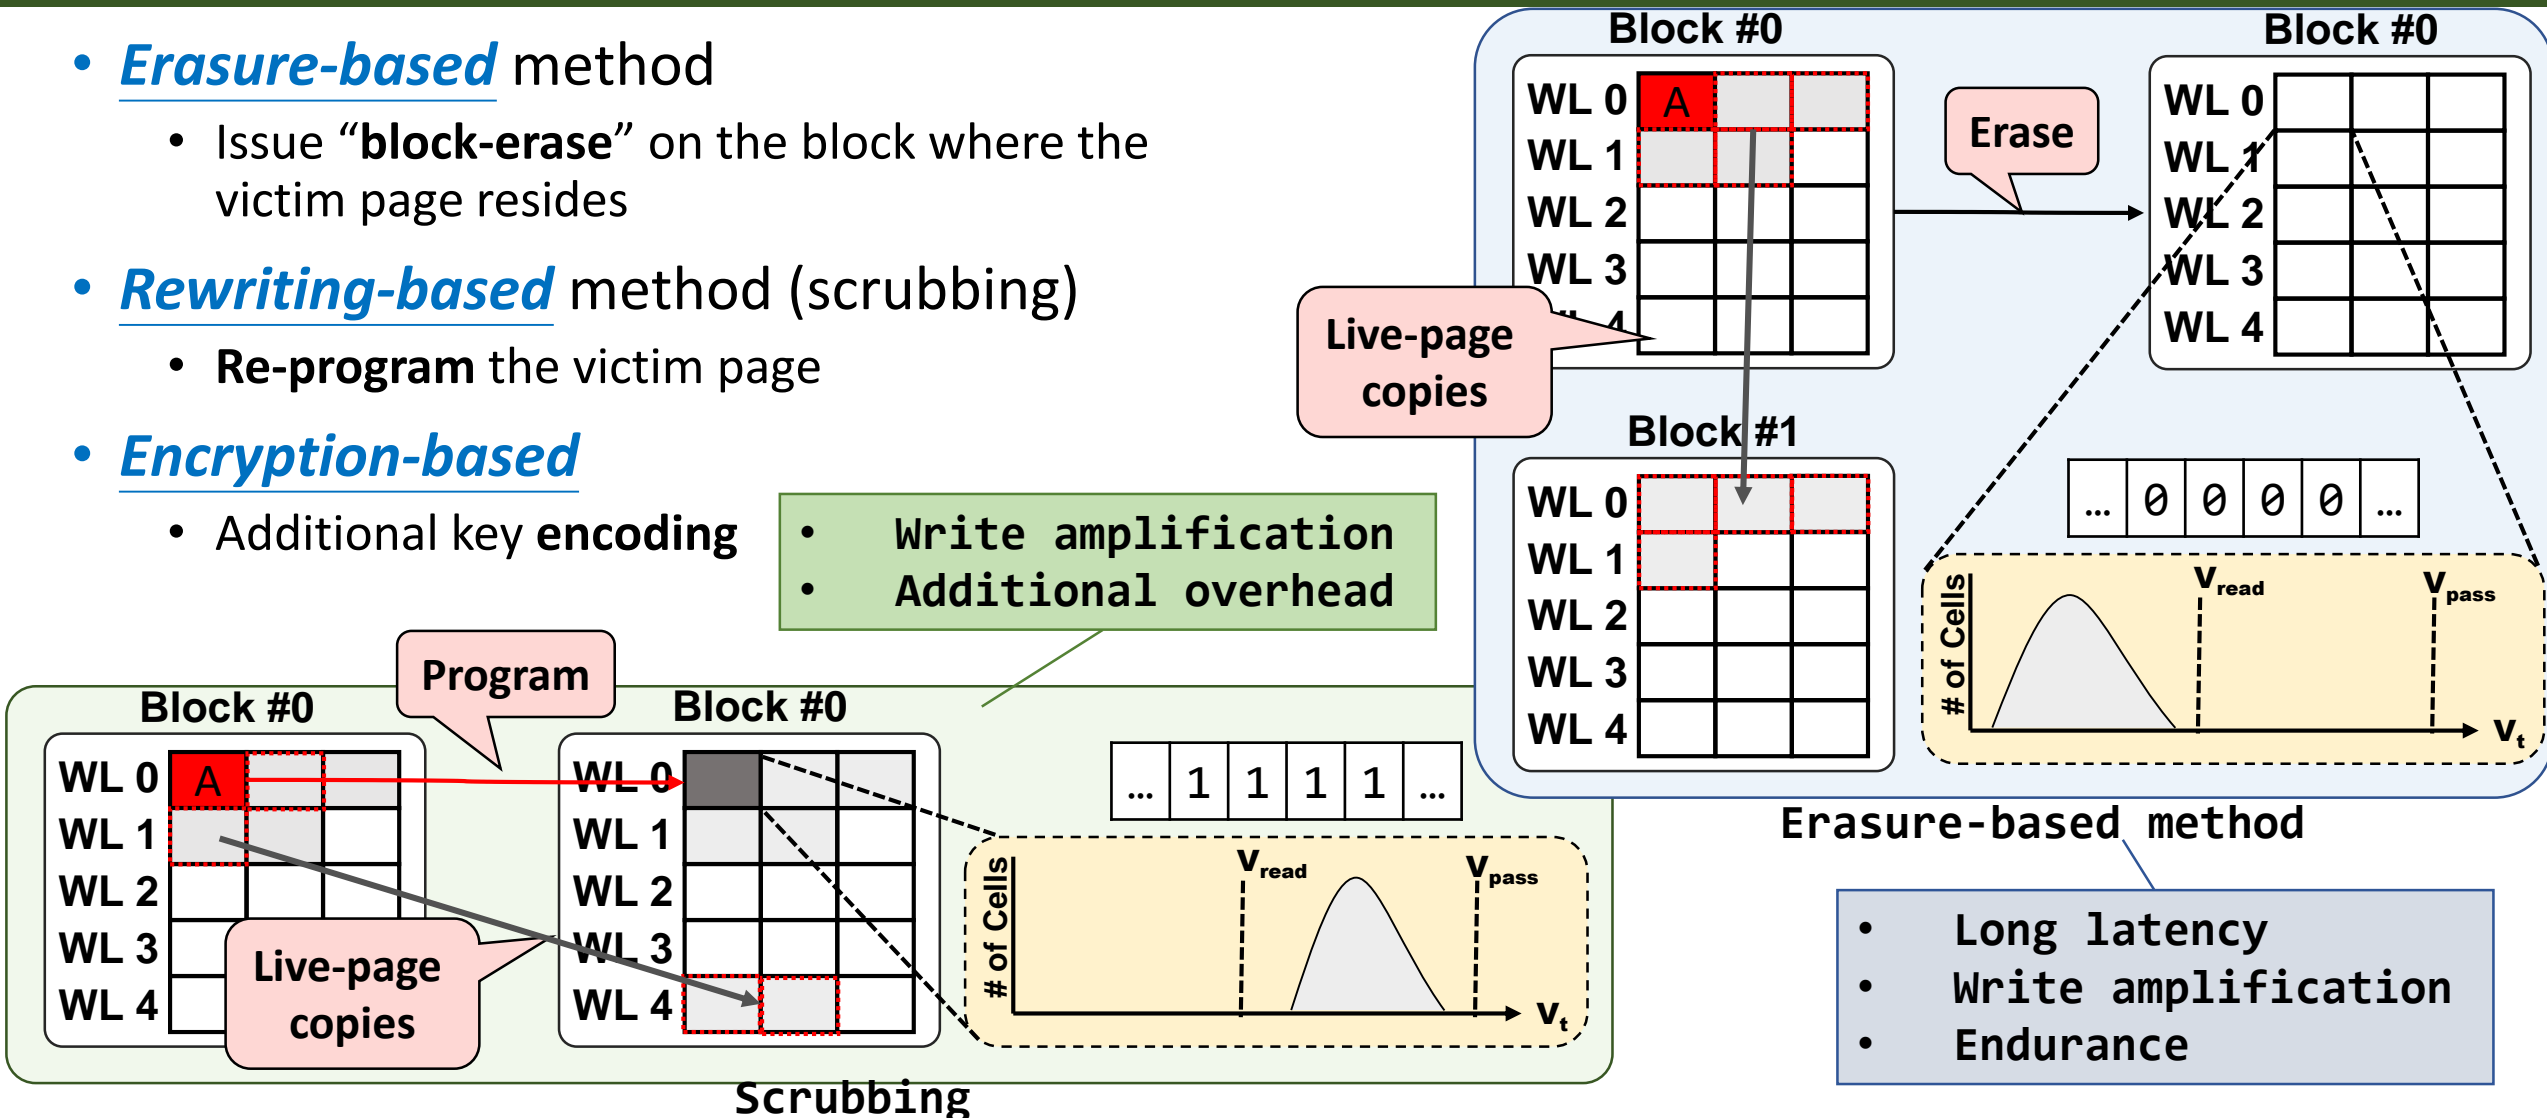 • Erasure-based method
• Issue “block-erase” on the block where the
victim page resides
• Rewriting-based method (scrubbing)
• Re-program the victim page
• Encryption-based
• Additional key encoding
• Write amplification
• Additional overhead
Block #0
WL 0 A
WL 1
WL 2
WL 3
Live-page
copies
Erase
Block #0
WL 0
WL 1
WL 2
WL 3
WL 4
Block #1
WL 0
WL 1
WL 2
WL 3
WL 4
... 0 0 0 0 ...
# of Cells
Vread
Vpass
Vt
Erasure-based method
• Long latency
• Write amplification
• Endurance
Program
Block #0
WL 0 A
WL 1
WL 2
WL 3
WL 4
Live-page
copies
Block #0
WL 0
WL 1
WL 2
WL 3
WL 4
... 1 1 1 1 ...
# of Cells
Vread
Vpass
Vt
Scrubbing